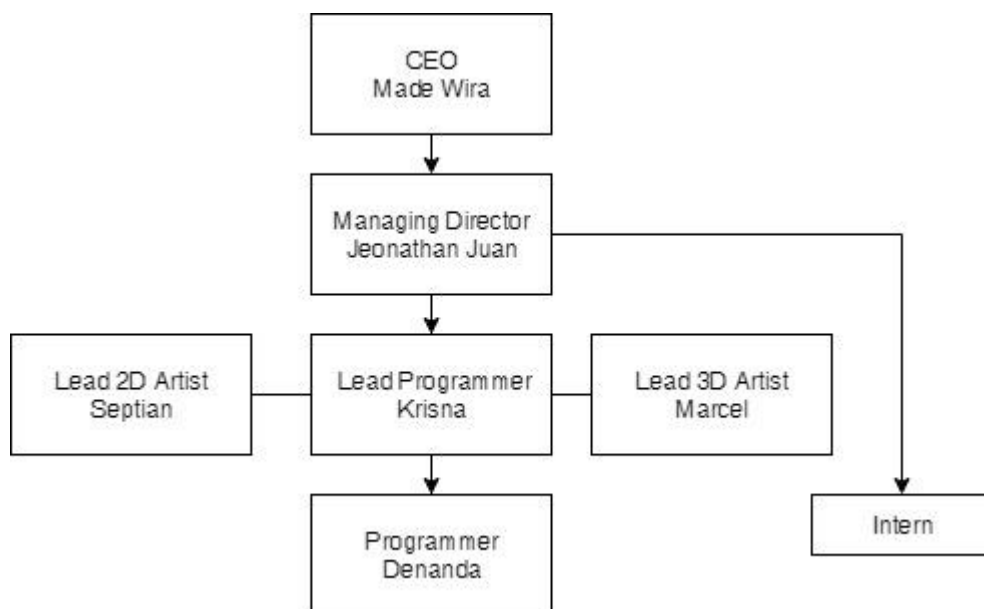 CEO
Made Wira
Managing Director
Jeonathan Juan
Lead 2D Artist
Septian
Lead Programmer
Krisna
Lead 3D Artist
Marcel
Programmer
Denanda
Intern